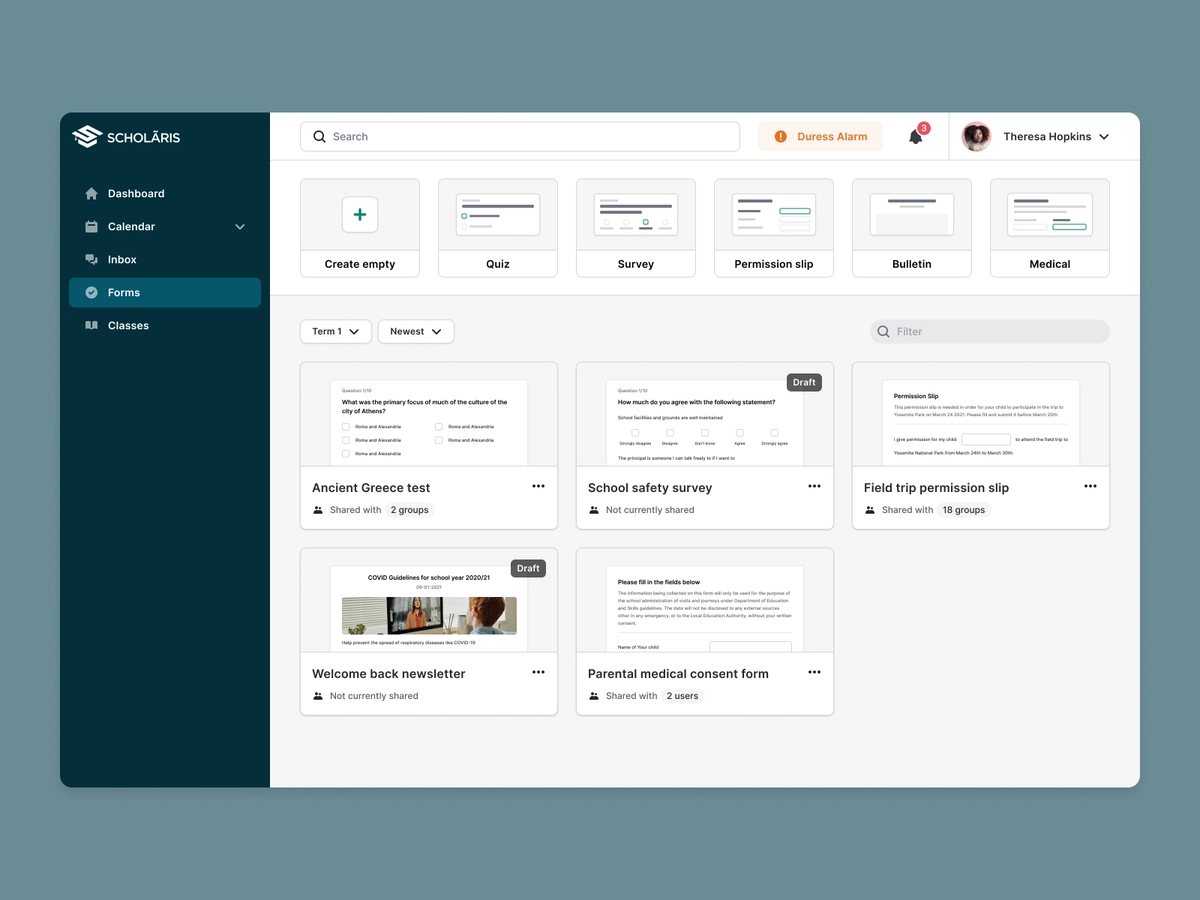 SCHOLĀRIS
Search
Duress Alarm
3
Theresa Hopkins
Dashboard
Calendar
Inbox
Forms
Classes
Create empty
Quiz
Survey
Permission slip
Bulletin
Medical
Term 1
Newest
Filter
Question 1/10
What was the primary focus of much of the culture of the
city of Athens?
Roma and Alexandria
Roma and Alexandria
Roma and Alexandria
Roma and Alexandria
Roma and Alexandria
Ancient Greece test
Shared with 2 groups
Draft
Question 1/10
How much do you agree with the following statement?
School facilities and grounds are well maintained
Strongly disagree
Disagree
Don't know
Agree
Strongly agree
The principal is someone I can talk freely to if I want to
School safety survey
Not currently shared
Permission Slip
This permission slip is needed in order for your child to participate in the trip to
Yosemite Park on March 24 2021. Please fill and submit it before March 20th
I give permission for my child
to attend the field trip to
Yosemite National Park from March 24th to March 30th
Field trip permission slip
Shared with 18 groups
Draft
COVID Guidelines for school year 2020/21
09-01-2021
Help prevent the spread of respiratory diseases like COVID-19
Welcome back newsletter
Not currently shared
Please fill in the fields below
The information being collected on this form will only be used for the purpose of
the school administration of visits and journeys under Department of Education
and Skills guidelines. The data will not be disclosed to any external sources
other in any emergency, or to the Local Education Authority, without your written
consent.
Name of Your child
Parental medical consent form
Shared with 2 users